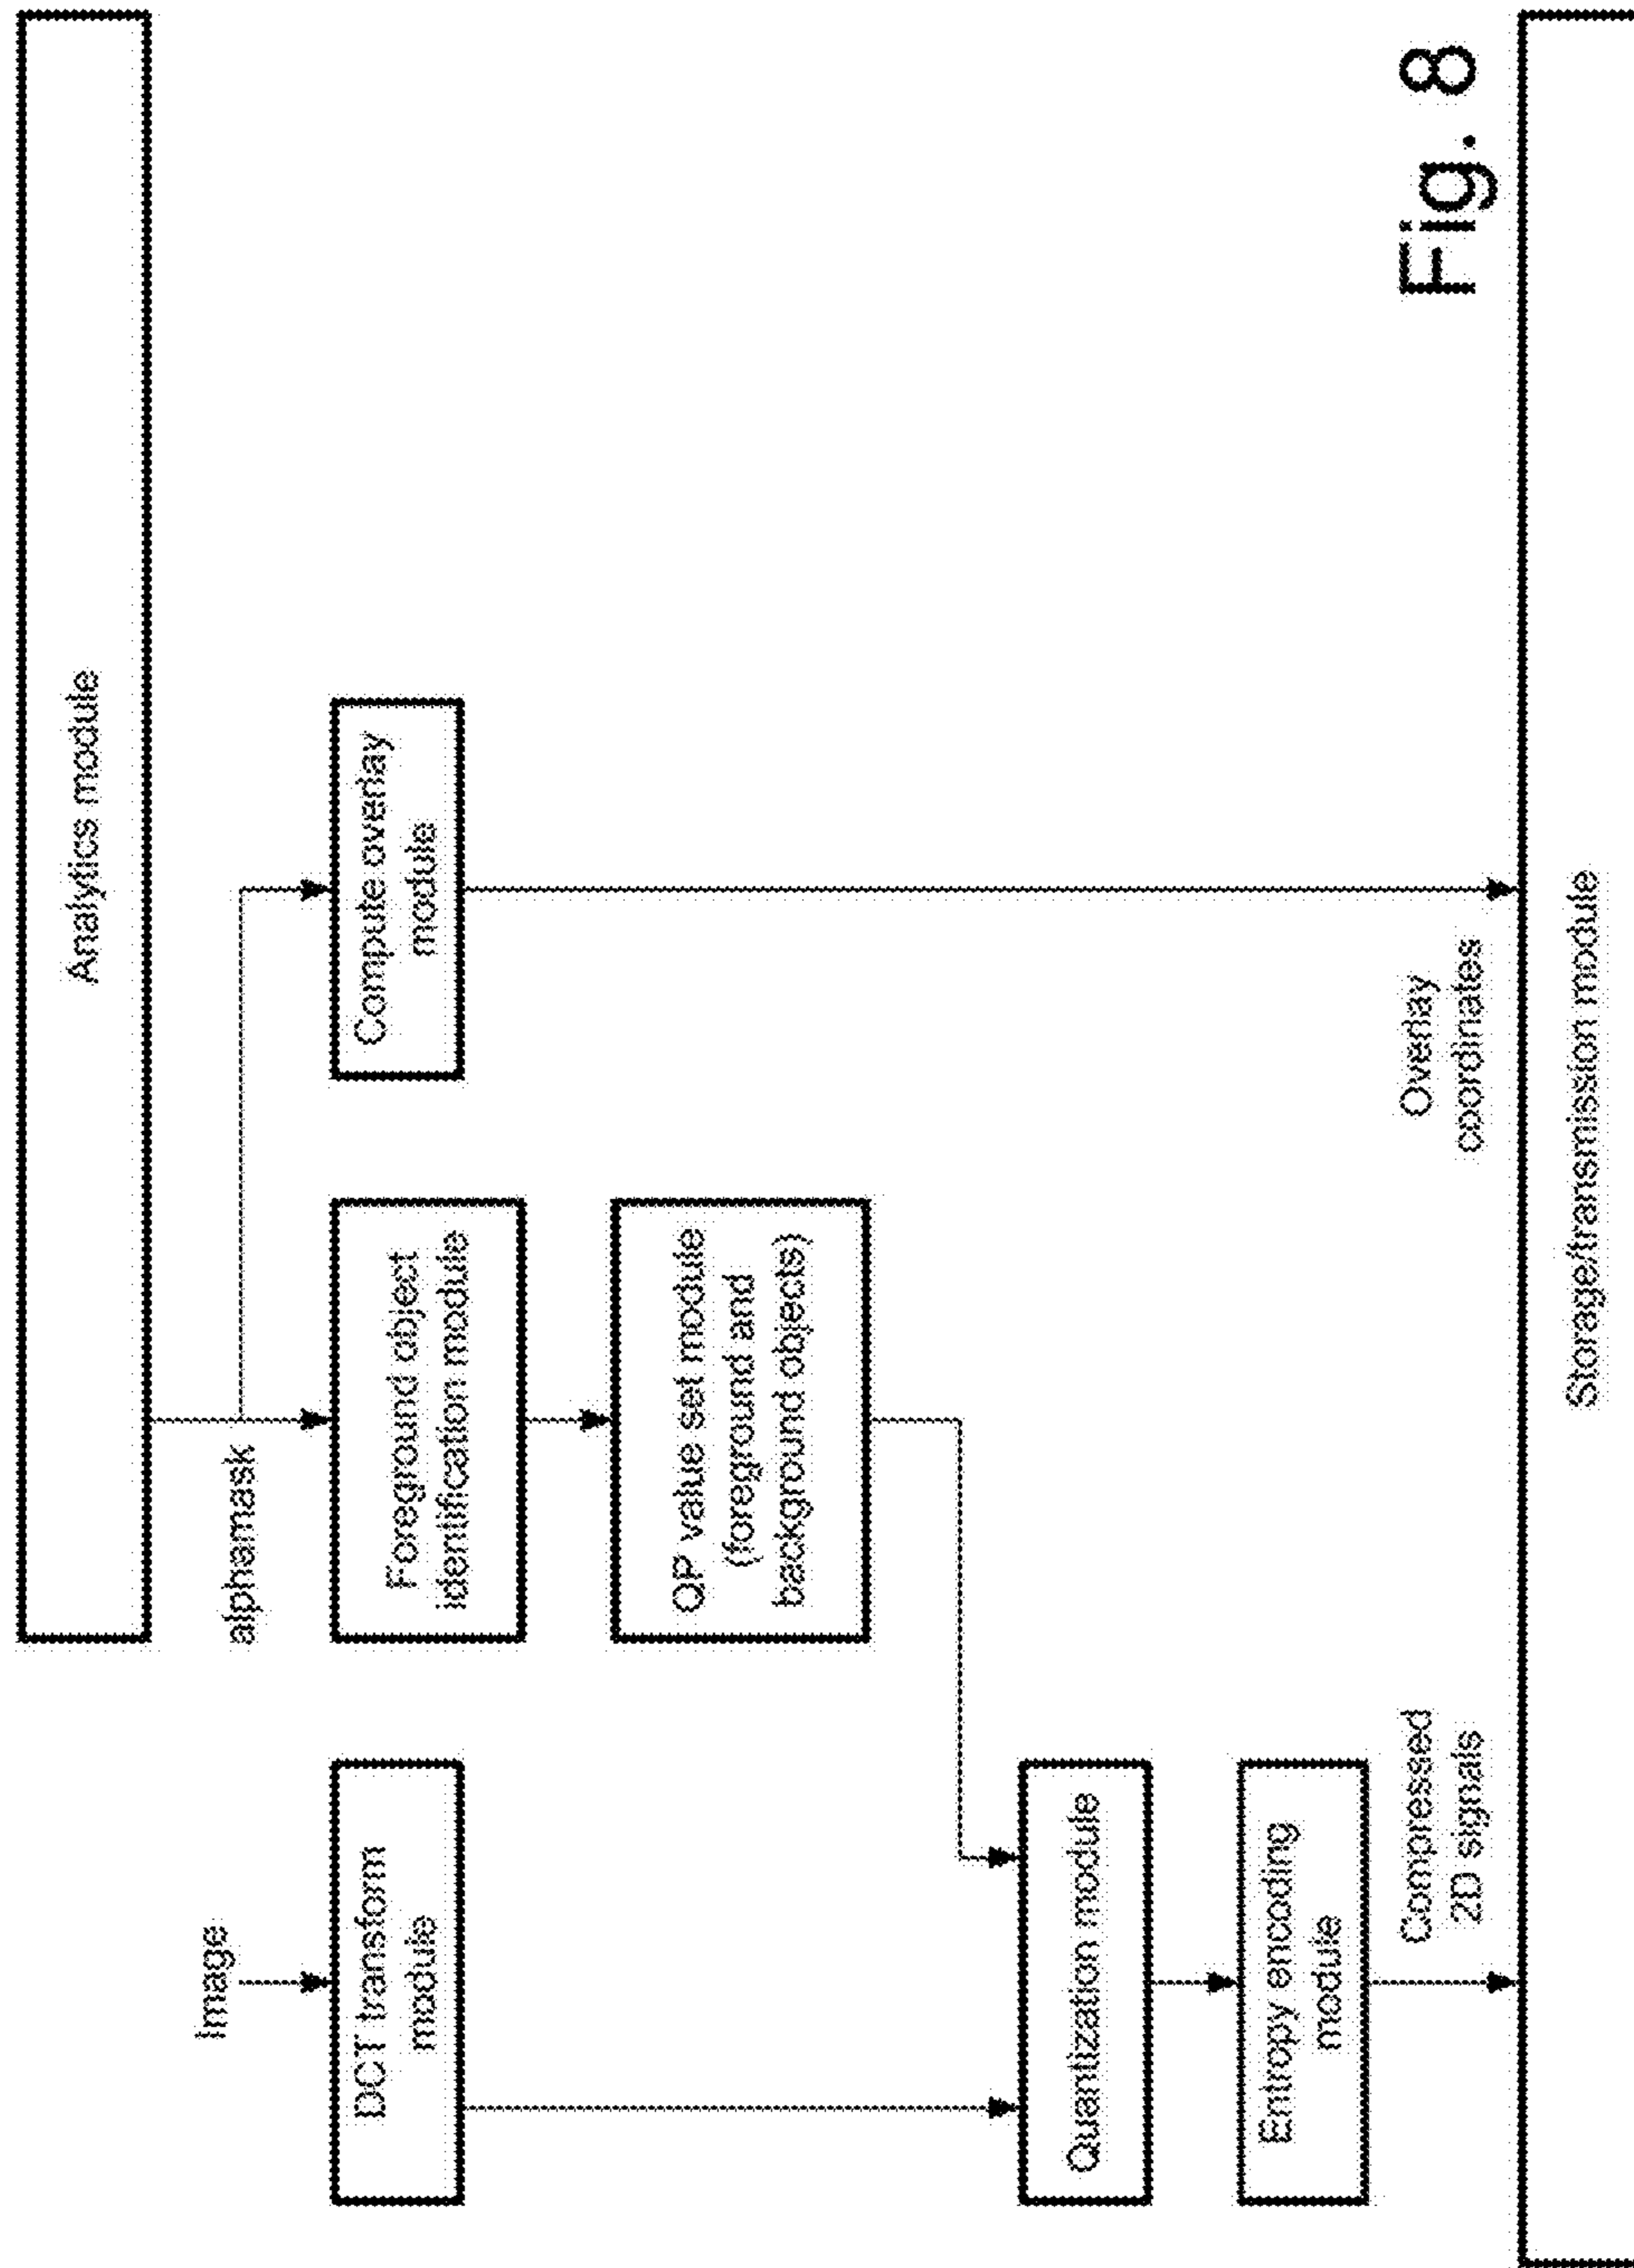 Analytics module
Image
alphamask
DCT transform
module
Foreground object
identification module
Compute overlay
module
QP value set module
(foreground and
background objects)
Quantization module
Entropy encoding
module
Compressed
2D signals
Overlay
coordinates
Fig. 8
Storage/transmission module